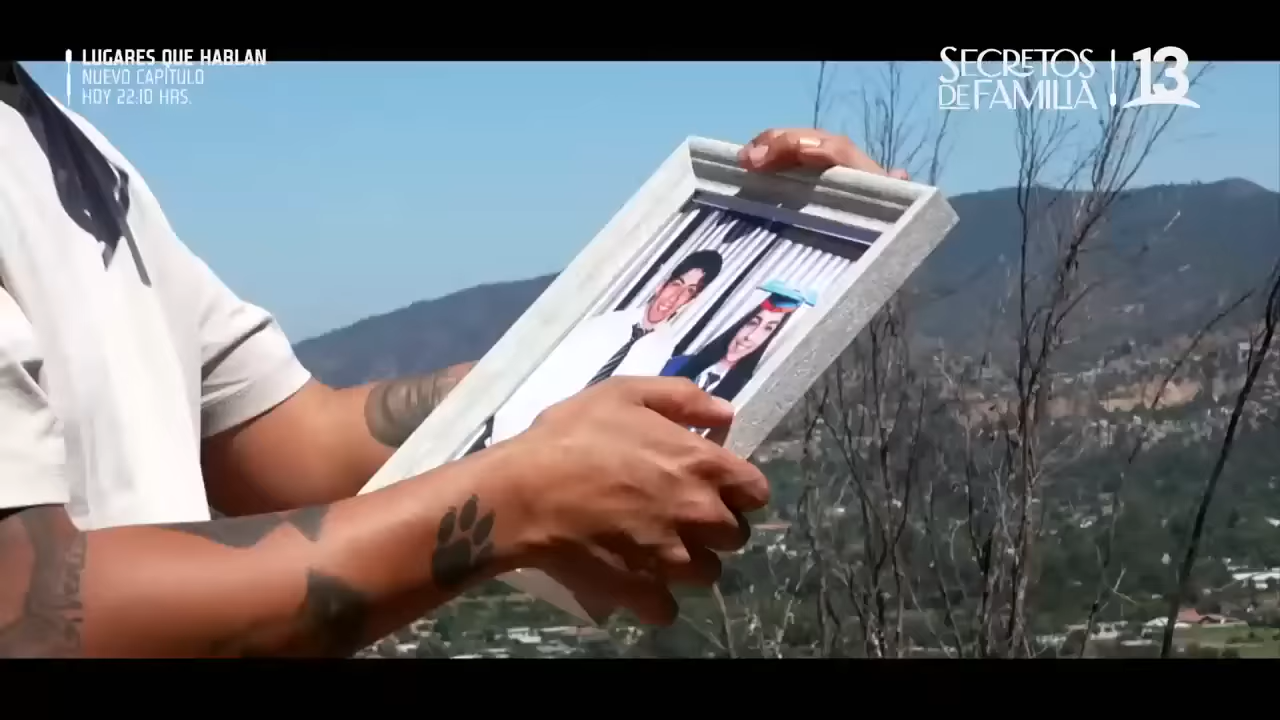 LUGARES QUE HABLAN
NUEVO CAPÍTULO
HOY 22:10 HRS.
SECRETOS
DE FAMILIA
13